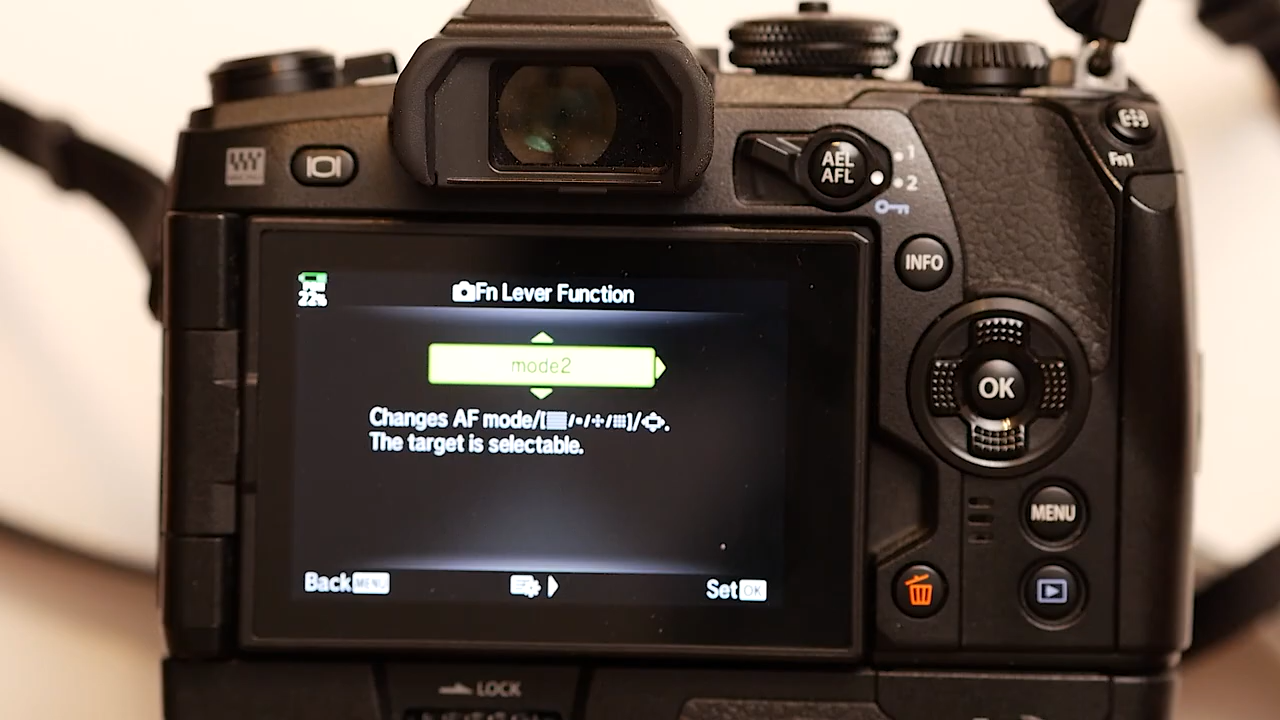 AEL
AFL
1
2
Fn1
INFO
22%
Fn Lever Function
mode2
Changes AF mode/[ / / / ]/ .
The target is selectable.
Back MENU
Set OK
OK
MENU
LOCK